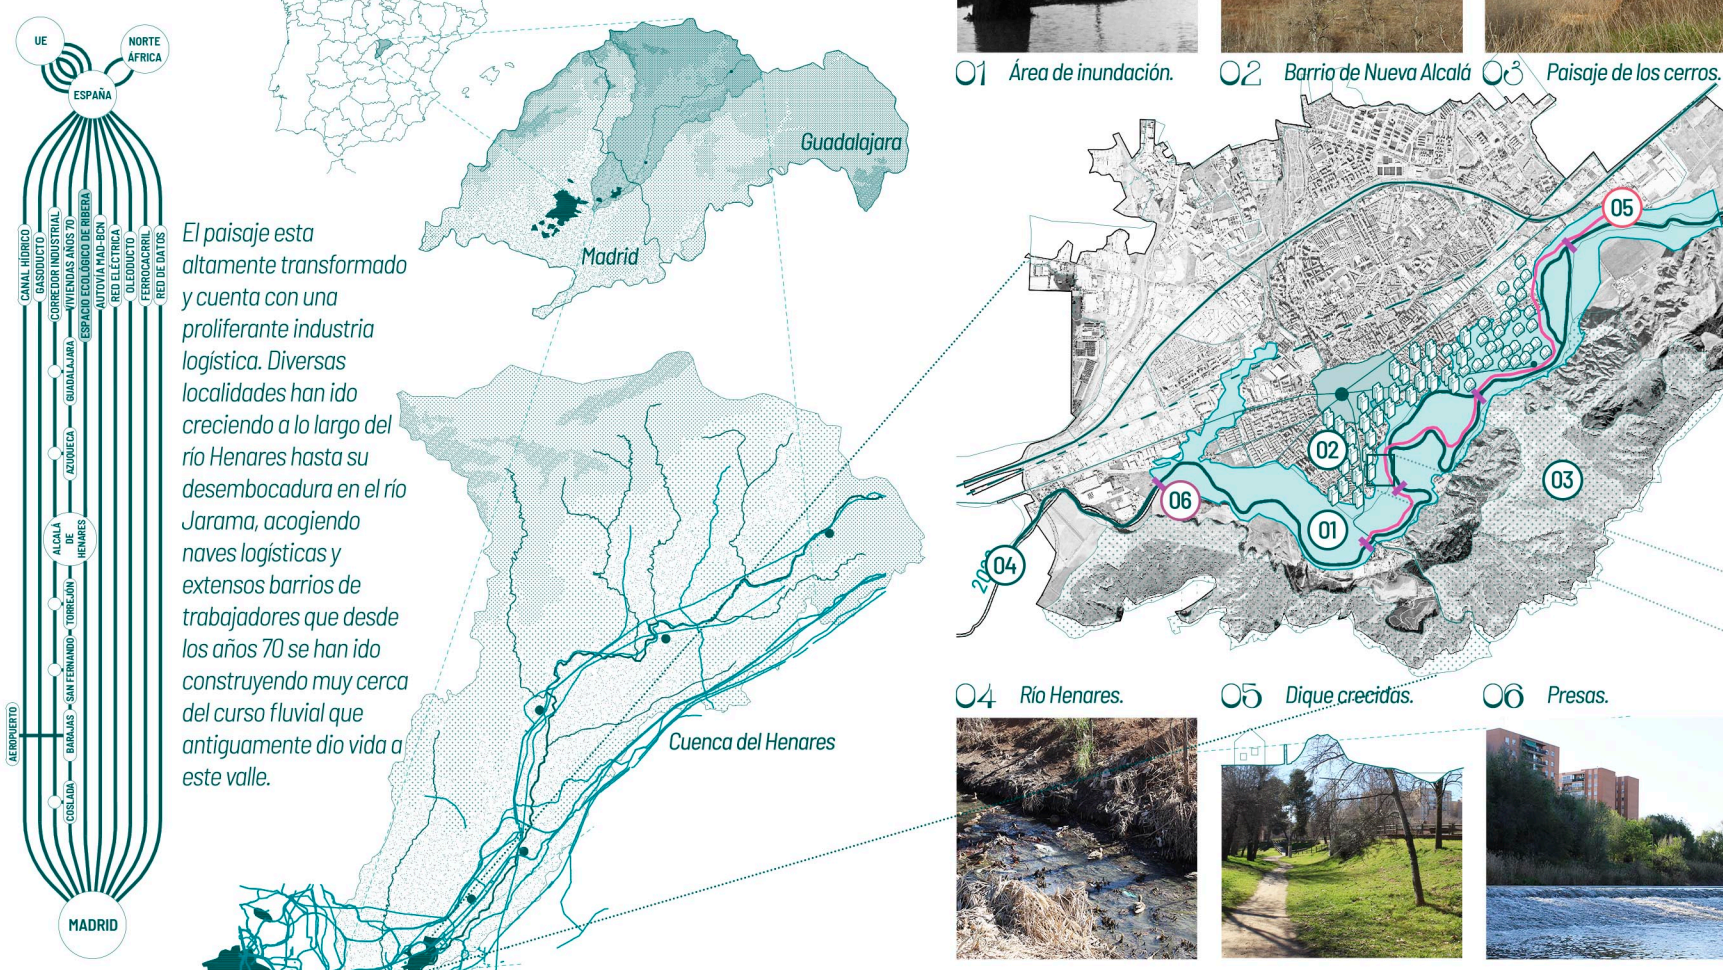 UE
NORTE
ÁFRICA
ESPAÑA
CANAL HÍDRICO
GASODUCTO
CORREDOR INDUSTRIAL
VIVIENDAS AÑOS 70
ESPACIO ECOLÓGICO DE RIBERA
AUTOVÍA MAD-BCN
RED ELÉCTRICA
OLEODUCTO
FERROCACRRIL
RED DE DATOS
GUADALAJARA
AZUQUECA
ALCALÁ
DE
HENARES
TORREJÓN
SAN FERNANDO
BARAJAS
AEROPUERTO
COSLADA
MADRID
El paisaje esta
altamente transformado
y cuenta con una
proliferante industria
logística. Diversas
localidades han ido
creciendo a lo largo del
río Henares hasta su
desembocadura en el río
Jarama, acogiendo
naves logísticas y
extensos barrios de
trabajadores que desde
los años 70 se han ido
construyendo muy cerca
del curso fluvial que
antiguamente dio vida a
este valle.
Guadalajara
Madrid
Cuenca del Henares
01 Área de inundación.
02 Barrio de Nueva Alcalá
03 Paisaje de los cerros.
05
02
03
06
01
04
04 Río Henares.
05 Dique crecidas.
06 Presas.